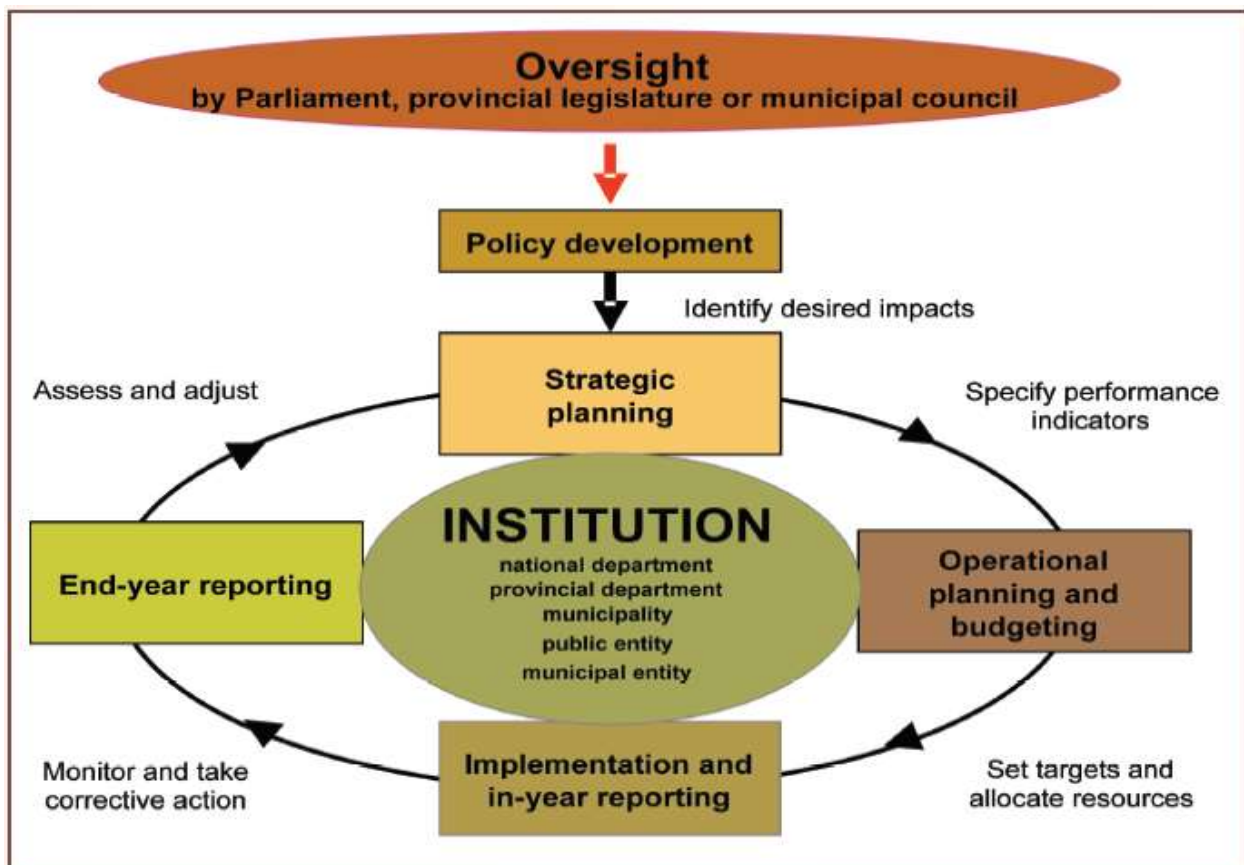 Oversight
by Parliament, provincial legislature or municipal council
Policy development
Identify desired impacts
Strategic
planning
Assess and adjust
Specify performance
indicators
INSTITUTION
national department
provincial department
municipality
public entity
municipal entity
End-year reporting
Operational
planning and
budgeting
Implementation and
in-year reporting
Monitor and take
corrective action
Set targets and
allocate resources